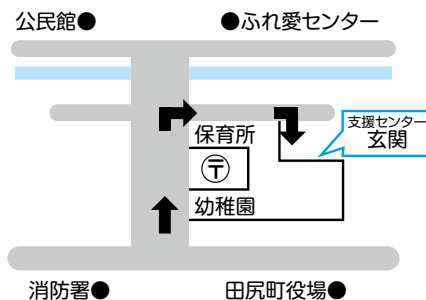 公民館●
●ふれ愛センター
支援センター
玄関
保育所
〒
幼稚園
消防署●
田尻町役場●